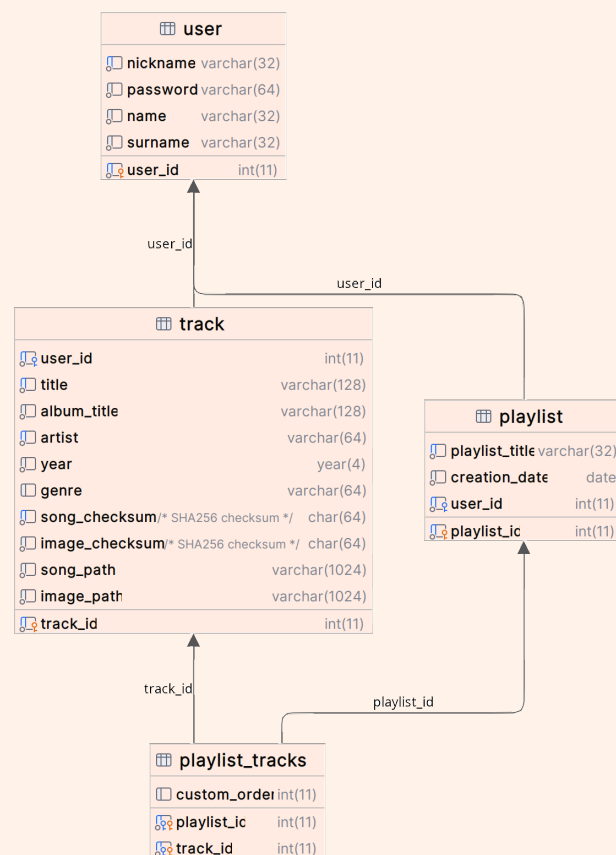 user
nickname varchar(32)
password varchar(64)
name varchar(32)
surname varchar(32)
user_id int(11)
user_id
user_id
track
user_id int(11)
title varchar(128)
album_title varchar(128)
artist varchar(64)
year year(4)
genre varchar(64)
song_checksum /* SHA256 checksum */ char(64)
image_checksum /* SHA256 checksum */ char(64)
song_path varchar(1024)
image_path varchar(1024)
track_id int(11)
playlist
playlist_title varchar(32)
creation_date date
user_id int(11)
playlist_id int(11)
track_id
playlist_id
playlist_tracks
custom_order int(11)
playlist_id int(11)
track_id int(11)